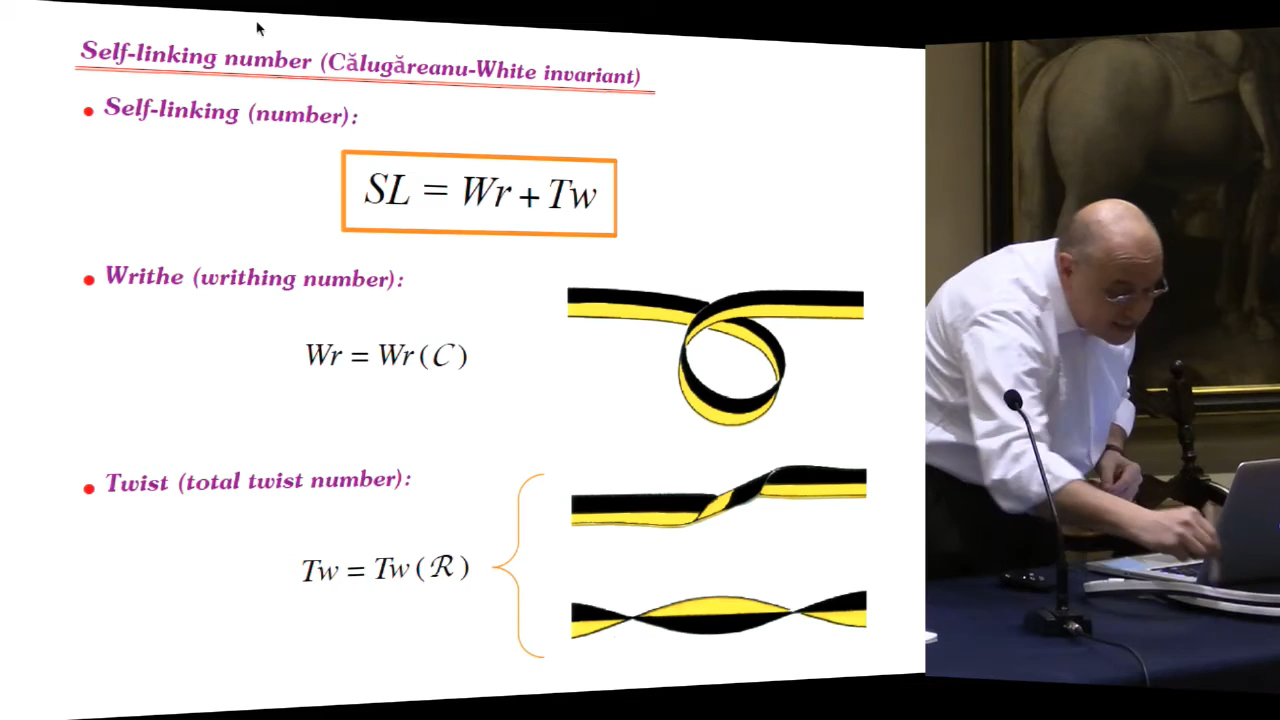 Self-linking number (Călugăreanu-White invariant)
• Self-linking (number):
SL = Wr + Tw
• Writhe (writhing number):
Wr = Wr (C)
• Twist (total twist number):
Tw = Tw (ℛ)